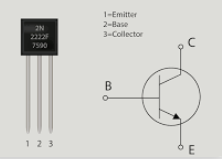 2N
2222F
7590
1=Emitter
2=Base
3=Collector
1 2 3
C
B
E